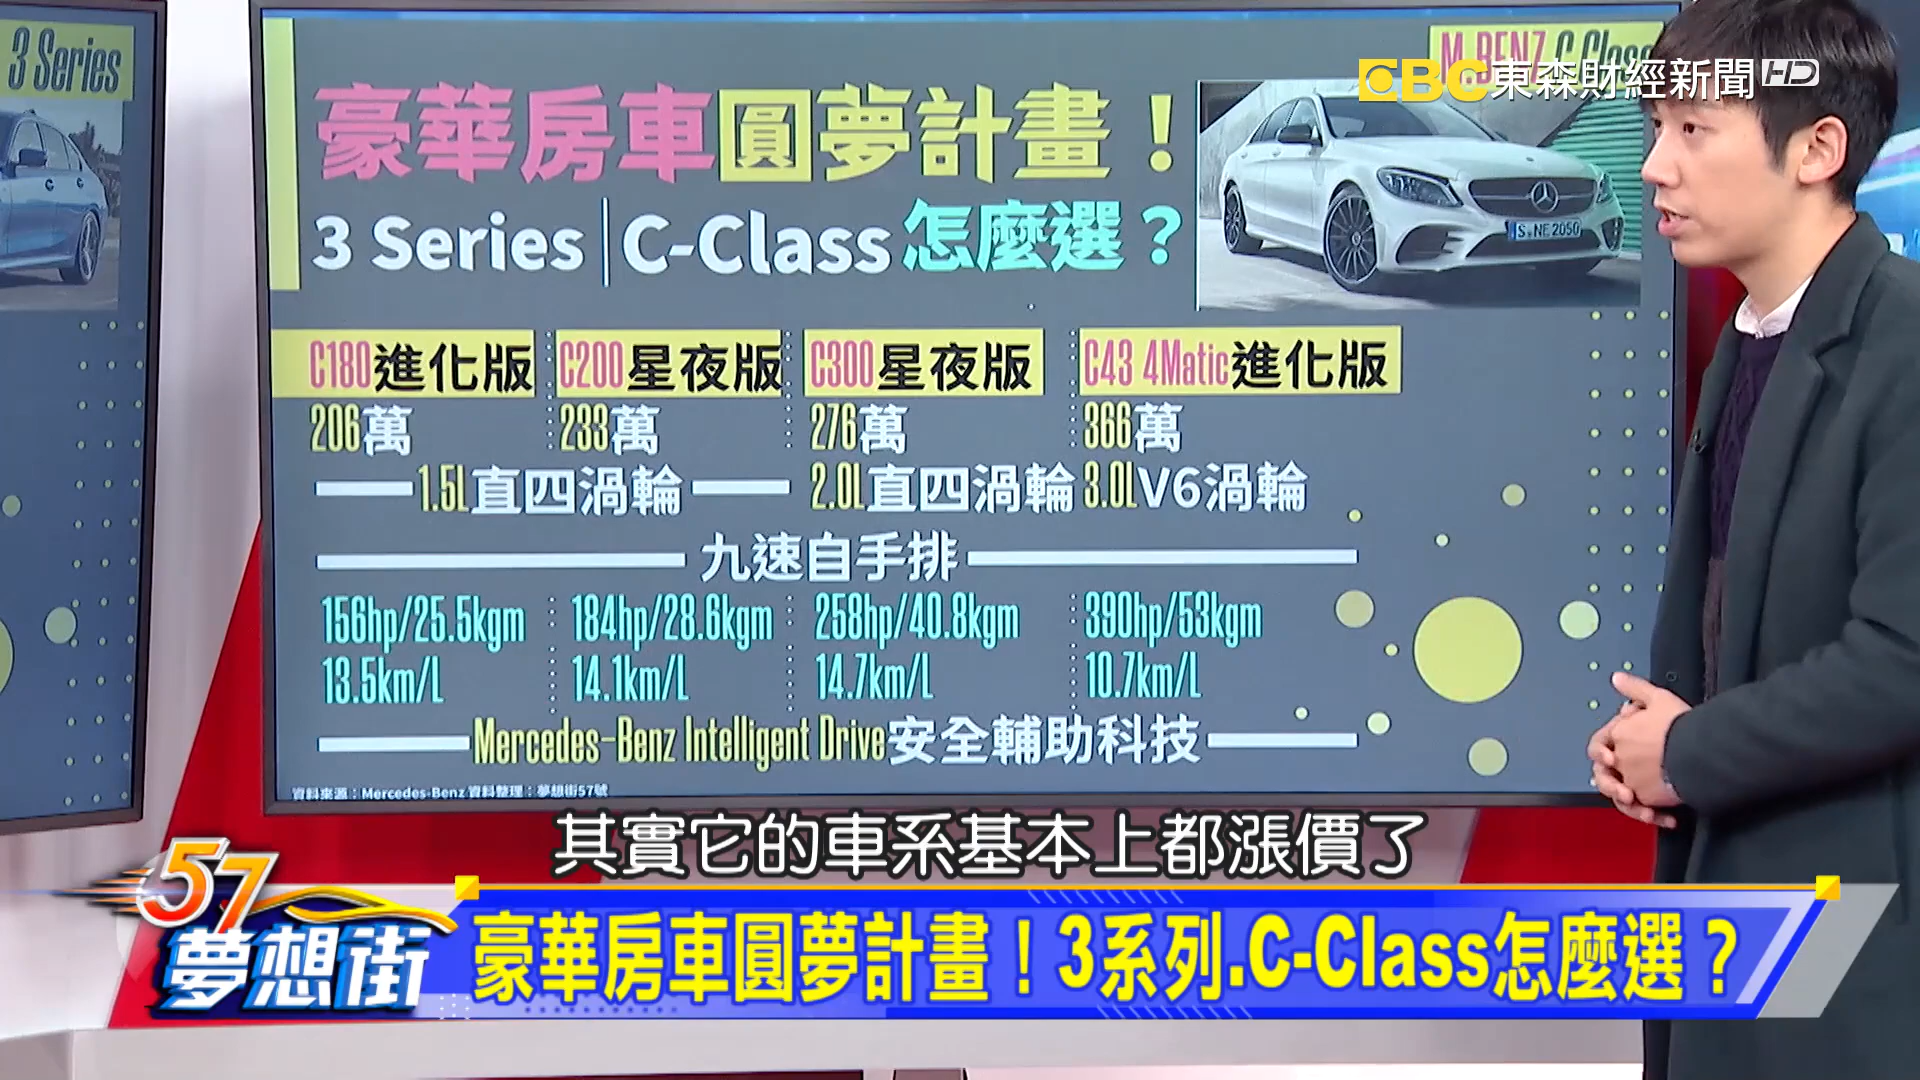 3 Series
M.BENZ C-Class
EBC東森財經新聞HD
豪華房車圓夢計畫！
3 Series|C-Class怎麼選？
S·NE 2050
C180進化版 C200星夜版 C300星夜版 C43 4Matic進化版
206萬 233萬 276萬 366萬
1.5L直四渦輪 2.0L直四渦輪 3.0LV6渦輪
九速自手排
156hp/25.5kgm 184hp/28.6kgm 258hp/40.8kgm 390hp/53kgm
13.5km/L 14.1km/L 14.7km/L 10.7km/L
Mercedes-Benz Intelligent Drive安全輔助科技
資料來源：Mercedes-Benz 資料整理：夢想街57號
其實它的車系基本上都漲價了
57夢想街
豪華房車圓夢計畫！3系列.C-Class怎麼選？